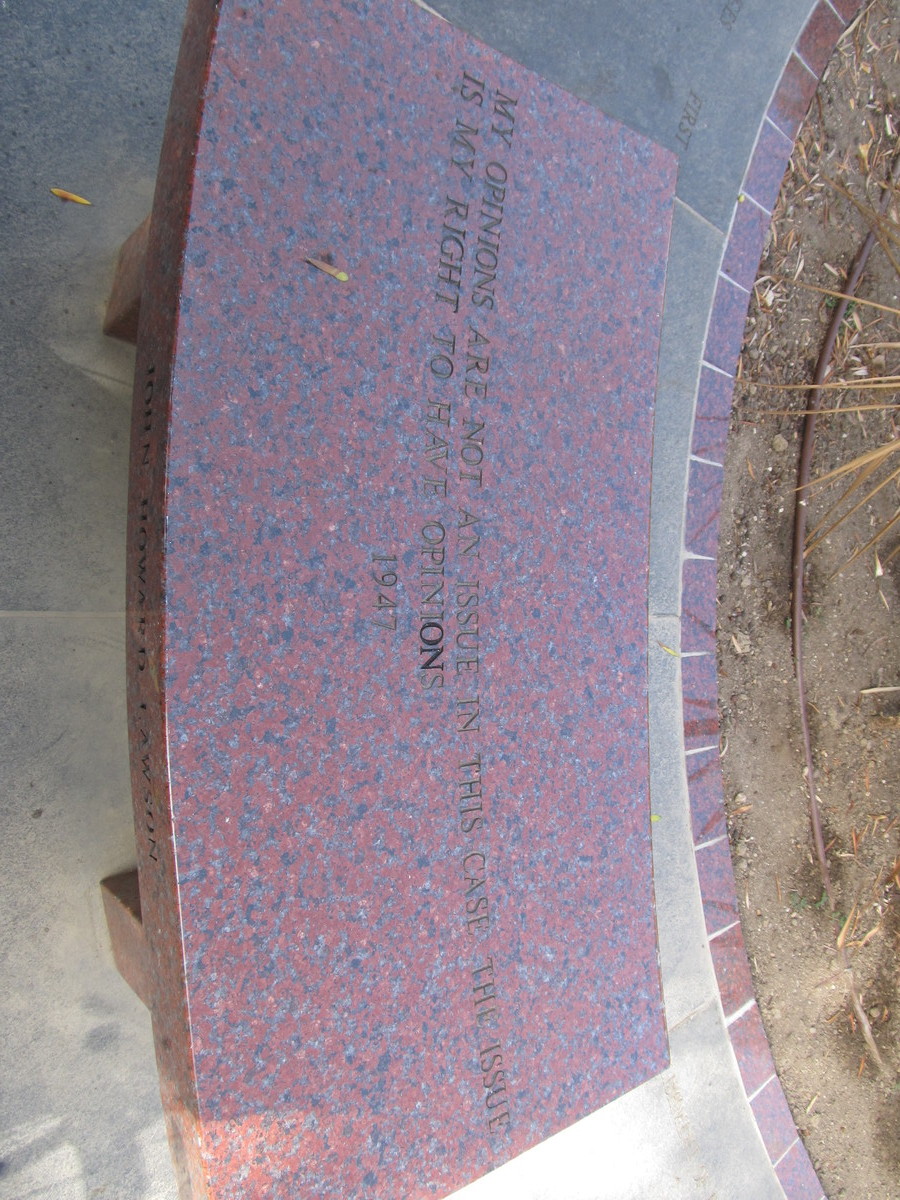 MY OPINIONS ARE NOT AN ISSUE IN THIS CASE. THE ISSUE
IS MY RIGHT TO HAVE OPINIONS
1947
JOHN HOWARD LAWSON
FIRST